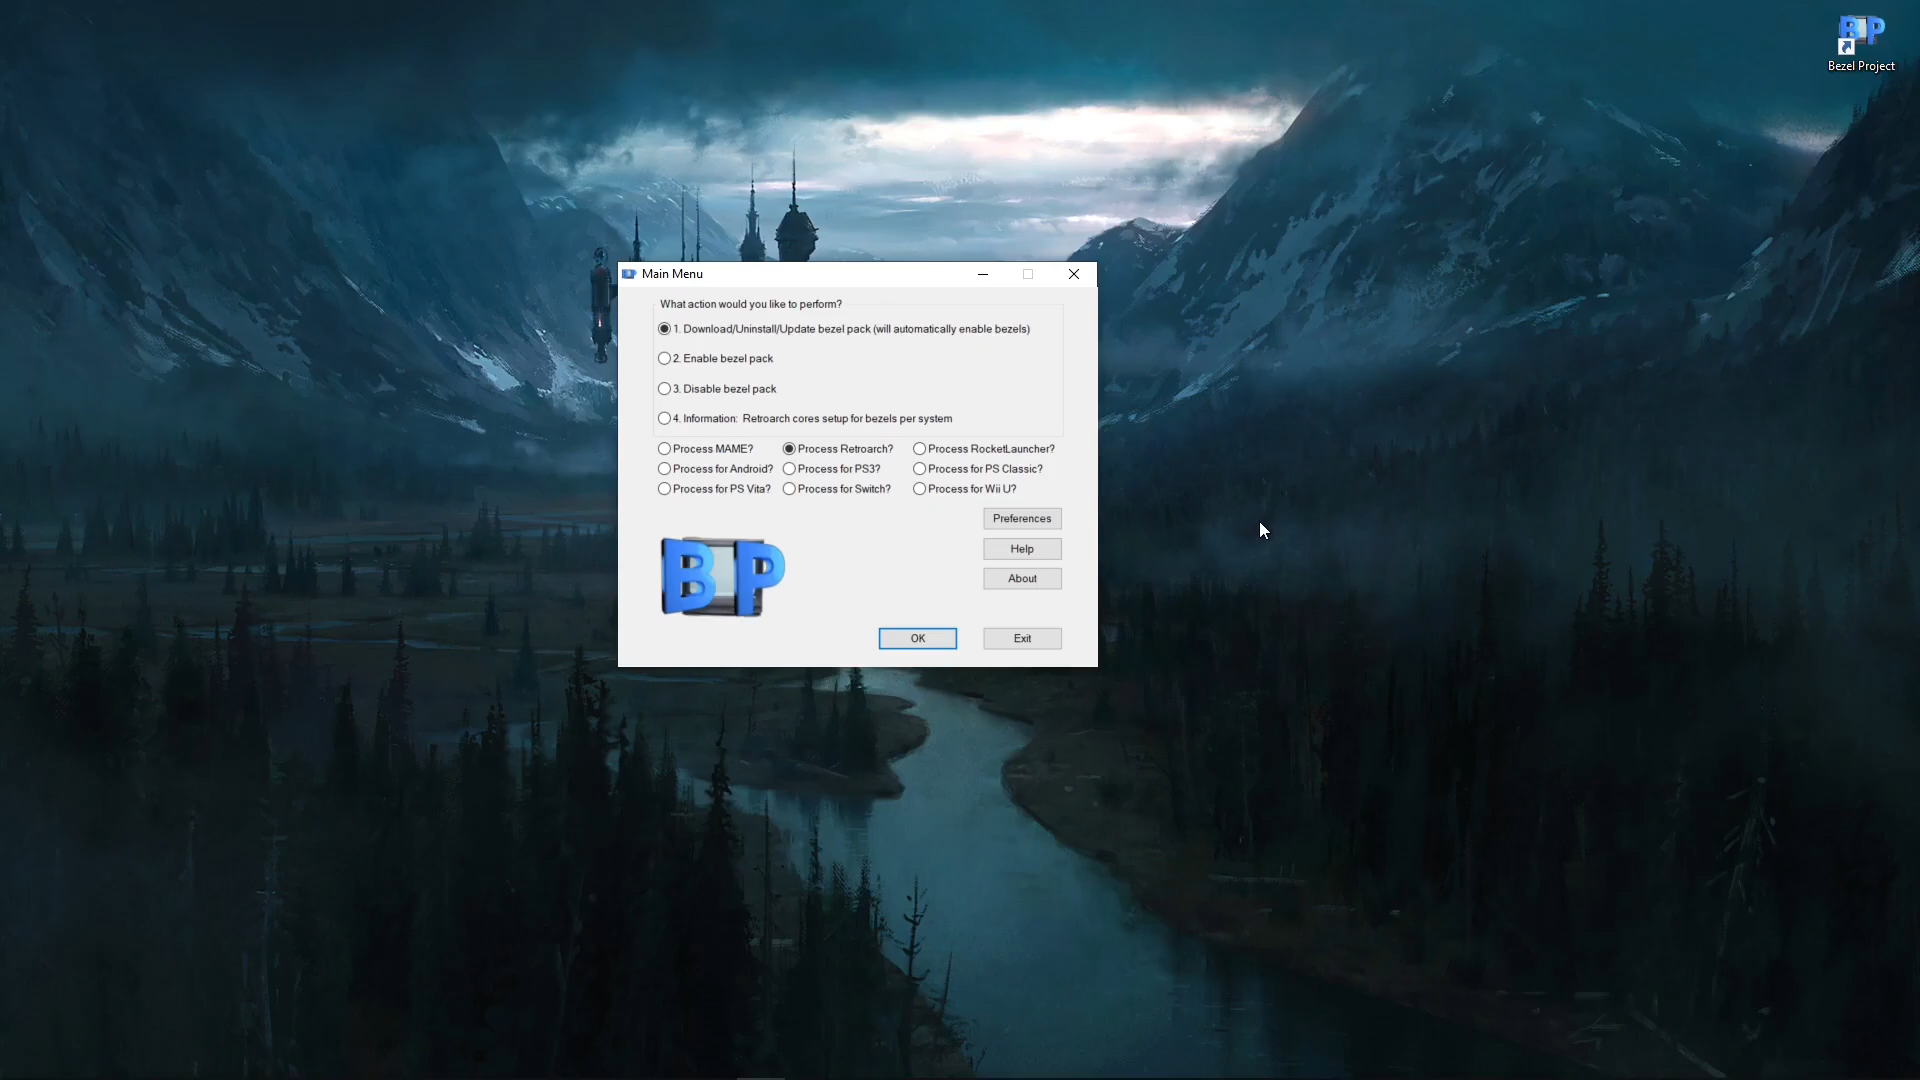 BP
Bezel Project
Main Menu
What action would you like to perform?
1. Download/Uninstall/Update bezel pack (will automatically enable bezels)
2. Enable bezel pack
3. Disable bezel pack
4. Information: Retroarch cores setup for bezels per system
Process MAME? Process Retroarch? Process RocketLauncher?
Process for Android? Process for PS3? Process for PS Classic?
Process for PS Vita? Process for Switch? Process for Wii U?
Preferences
Help
BP
About
OK Exit